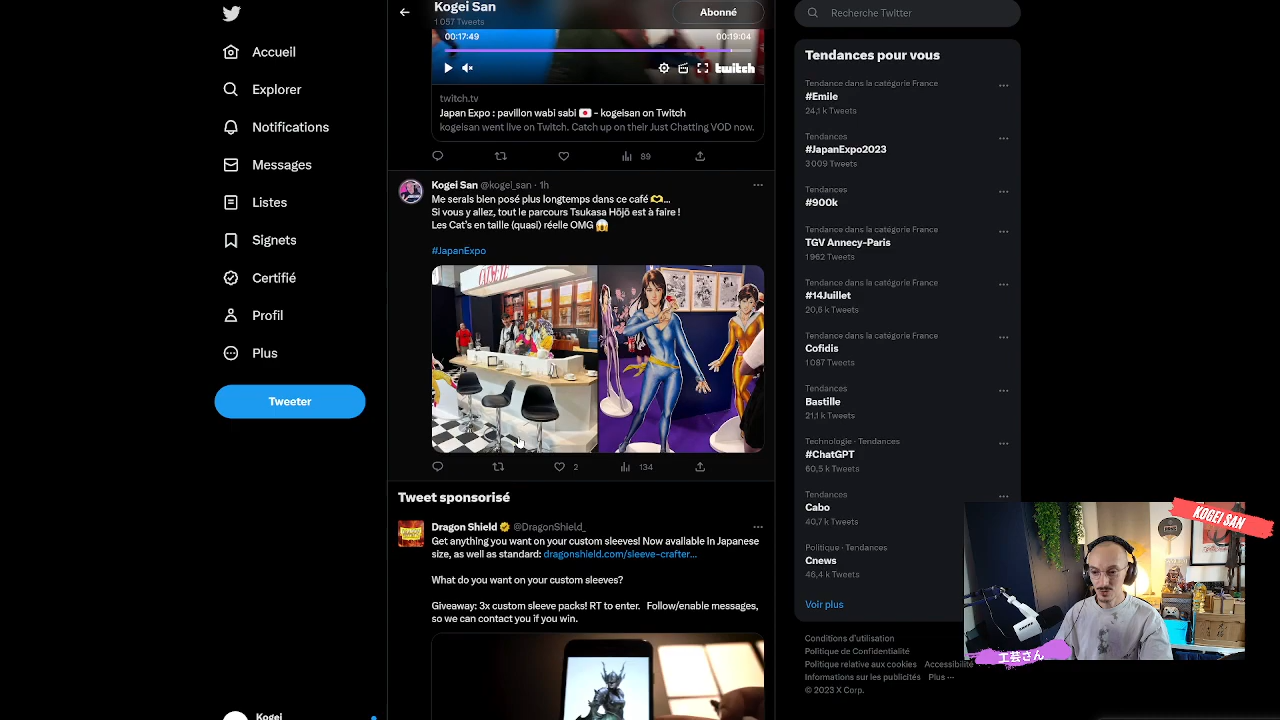 Kogei San
1 057 Tweets
Abonné
Recherche Twitter
00:17:49
00:19:04
twitch
Accueil
Explorer
Notifications
Messages
Listes
Signets
Certifié
Profil
Plus
Tweeter
Kogei
twitch.tv
Japan Expo : pavillon wabi sabi 🇯🇵 - kogeisan on Twitch
kogeisan went live on Twitch. Catch up on their Just Chatting VOD now.
89
Kogei San @kogei_san · 1h
Me serais bien posé plus longtemps dans ce café 🫶...
Si vous y allez, tout le parcours Tsukasa Hōjō est à faire !
Les Cat's en taille (quasi) réelle OMG 😱
#JapanExpo
2
134
Tweet sponsorisé
Dragon Shield @DragonShield_
Get anything you want on your custom sleeves! Now available in Japanese
size, as well as standard: dragonshield.com/sleeve-crafter...
What do you want on your custom sleeves?
Giveaway: 3x custom sleeve packs! RT to enter. Follow/enable messages,
so we can contact you if you win.
Tendances pour vous
Tendance dans la catégorie France
#Emile
24,1 k Tweets
Tendances
#JapanExpo2023
3 009 Tweets
Tendances
#900k
Tendance dans la catégorie France
TGV Annecy-Paris
1 962 Tweets
Tendance dans la catégorie France
#14Juillet
20,6 k Tweets
Tendance dans la catégorie France
Cofidis
1 087 Tweets
Tendances
Bastille
21,1 k Tweets
Technologie · Tendances
#ChatGPT
60,5 k Tweets
Tendances
Cabo
40,7 k Tweets
Politique · Tendances
Cnews
46,4 k Tweets
Voir plus
Conditions d'utilisation
Politique de Confidentialité
Politique relative aux cookies Accessibilité
Informations sur les publicités Plus ...
© 2023 X Corp.
KOGEI SAN
工芸さん